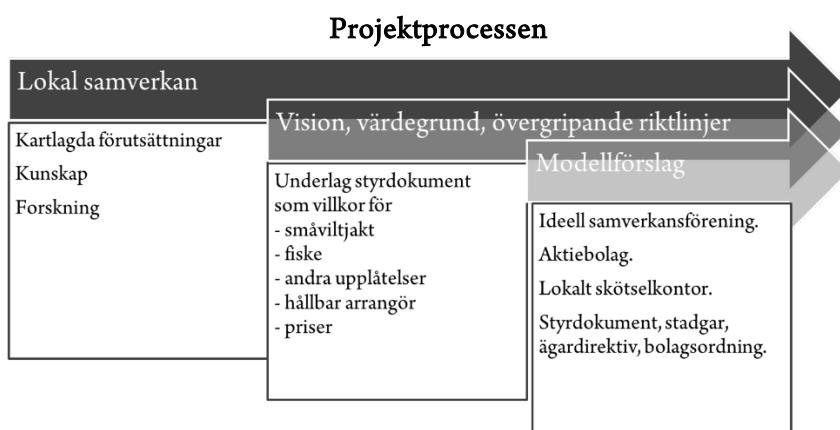 Projektprocessen
Lokal samverkan
Kartlagda förutsättningar
Kunskap
Forskning
Vision, värdegrund, övergripande riktlinjer
Underlag styrdokument
som villkor för
- småviltjakt
- fiske
- andra upplåtelser
- hållbar arrangör
- priser
Modellförslag
Ideell samverkansförening.
Aktiebolag.
Lokalt skötselkontor.
Styrdokument, stadgar,
ägardirektiv, bolagsordning.